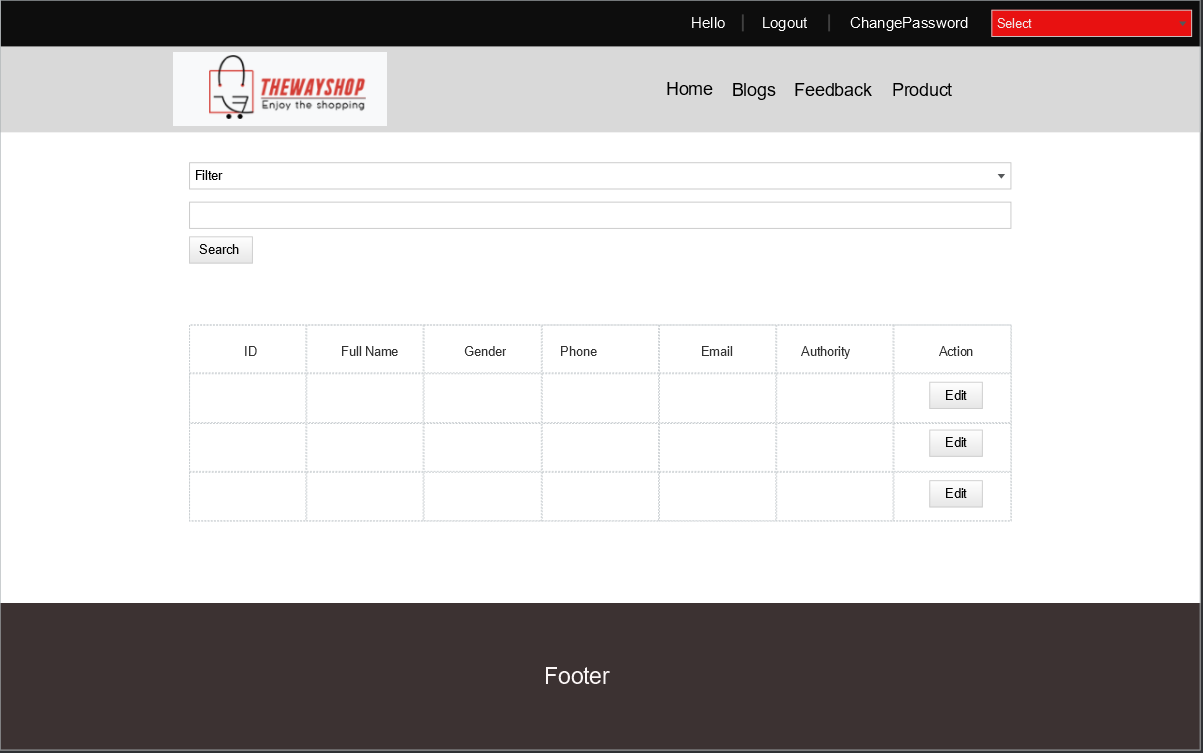 Hello | Logout | ChangePassword Select
THEWAYSHOP
Enjoy the shopping
Home Blogs Feedback Product
Filter
Search
ID Full Name Gender Phone Email Authority Action
Edit
Edit
Edit
Footer